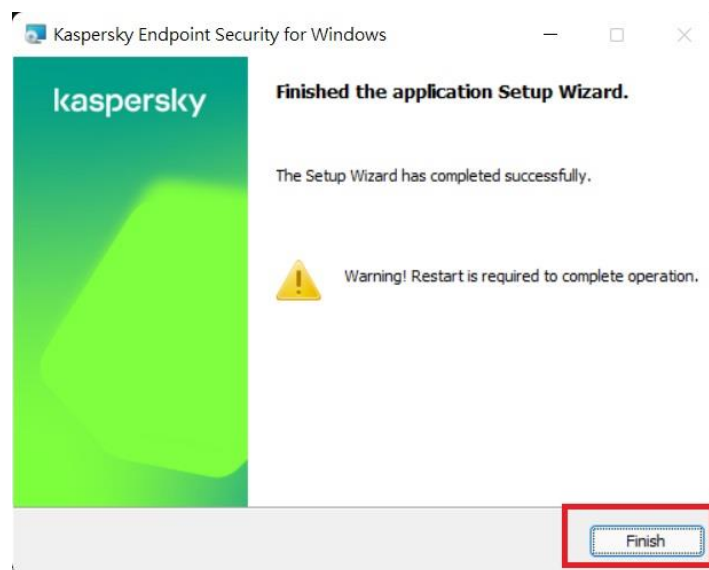 Kaspersky Endpoint Security for Windows
kaspersky
Finished the application Setup Wizard.
The Setup Wizard has completed successfully.
Warning! Restart is required to complete operation.
Finish